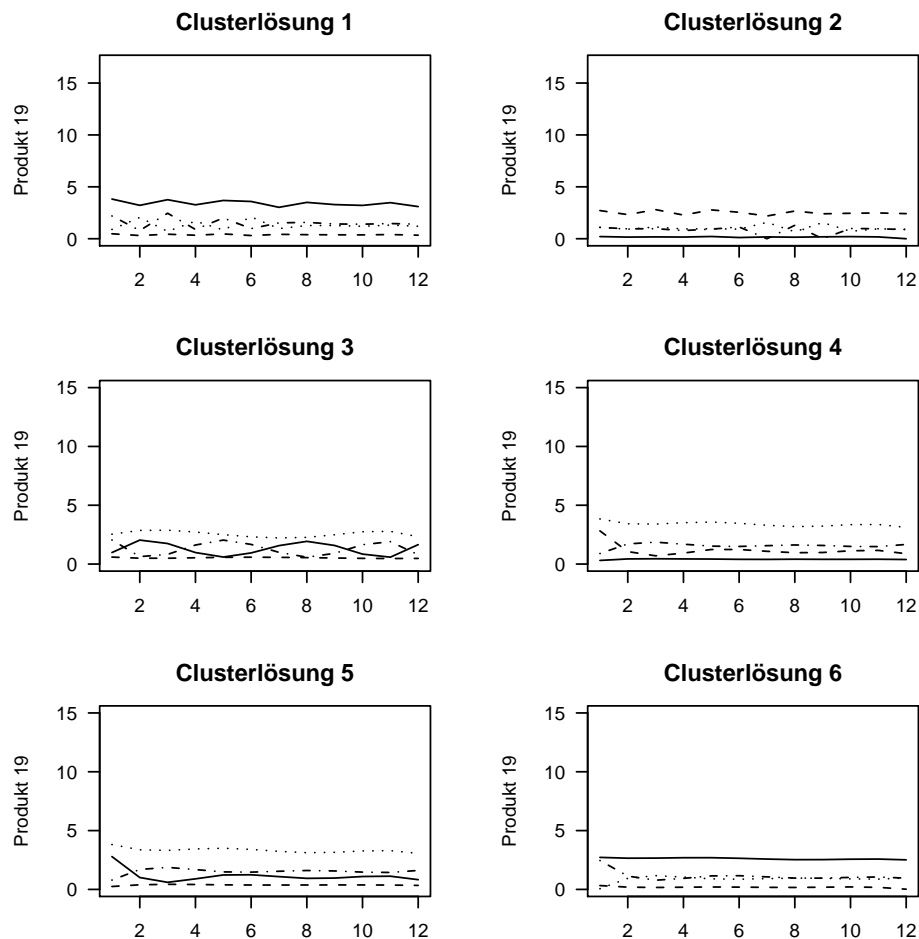 Clusterlösung 1
Produkt 19
15
10
5
0
2 4 6 8 10 12
Clusterlösung 2
Produkt 19
15
10
5
0
2 4 6 8 10 12
Clusterlösung 3
Produkt 19
15
10
5
0
2 4 6 8 10 12
Clusterlösung 4
Produkt 19
15
10
5
0
2 4 6 8 10 12
Clusterlösung 5
Produkt 19
15
10
5
0
2 4 6 8 10 12
Clusterlösung 6
Produkt 19
15
10
5
0
2 4 6 8 10 12